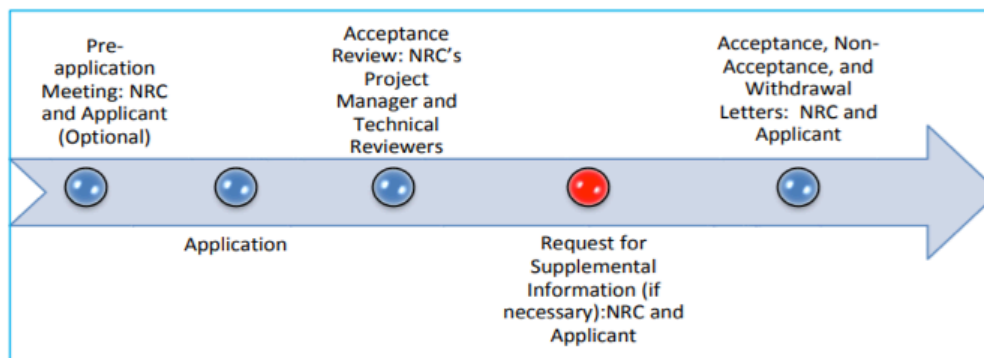 Pre-
application
Meeting: NRC
and Applicant
(Optional)
Application
Acceptance
Review: NRC's
Project
Manager and
Technical
Reviewers
Request for
Supplemental
Information (if
necessary):NRC and
Applicant
Acceptance, Non-
Acceptance, and
Withdrawal
Letters:  NRC and
Applicant